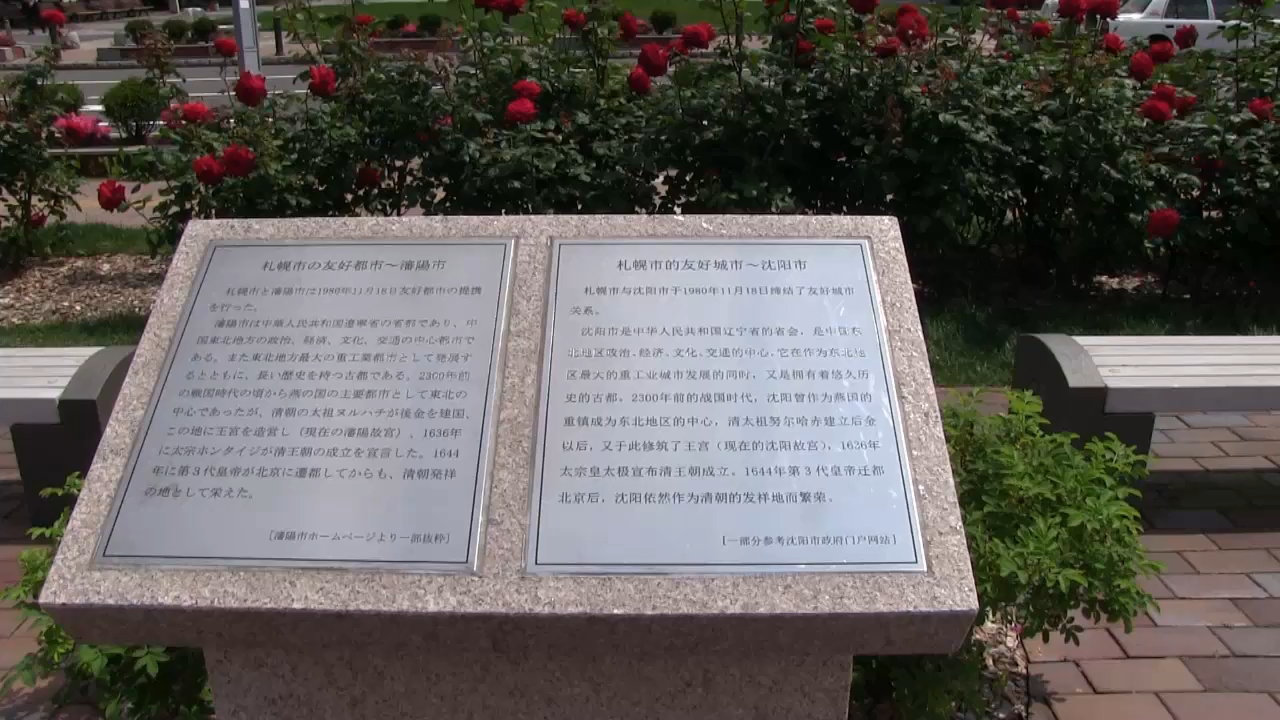 札幌市の友好都市～瀋陽市
札幌市と瀋陽市は1980年11月18日友好都市の提携
を行った。
瀋陽市は中華人民共和国遼寧省の省都であり、中
国東北地方の政治、経済、文化、交通の中心都市で
ある。また東北地方最大の重工業都市として発展す
るとともに、長い歴史を持つ古都である。2300年前
の戦国時代の頃から燕の国の主要都市として東北の
中心であったが、清朝の太祖ヌルハチが後金を建国、
この地に王宮を造営し（現在の瀋陽故宮）、1636年
に太宗ホンタイジが清王朝の成立を宣言した。1644
年に第３代皇帝が北京に遷都してからも、清朝発祥
の地として栄えた。
［瀋陽市ホームページより一部抜粋］
札幌市的友好城市～沈阳市
札幌市与沈阳市于1980年11月18日缔结了友好城市
关系。
沈阳市是中华人民共和国辽宁省的省会，是中国东
北地区政治、经济、文化、交通的中心。它在作为东北地
区最大的重工业城市发展的同时，又是拥有着悠久历
史的古都。2300年前的战国时代，沈阳曾作为燕国的
重镇成为东北地区的中心，清太祖努尔哈赤建立后金
以后，又于此修筑了王宫（现在的沈阳故宫），1636年
太宗皇太极宣布清王朝成立。1644年第３代皇帝迁都
北京后，沈阳依然作为清朝的发祥地而繁荣。
［一部分参考沈阳市政府门户网站］